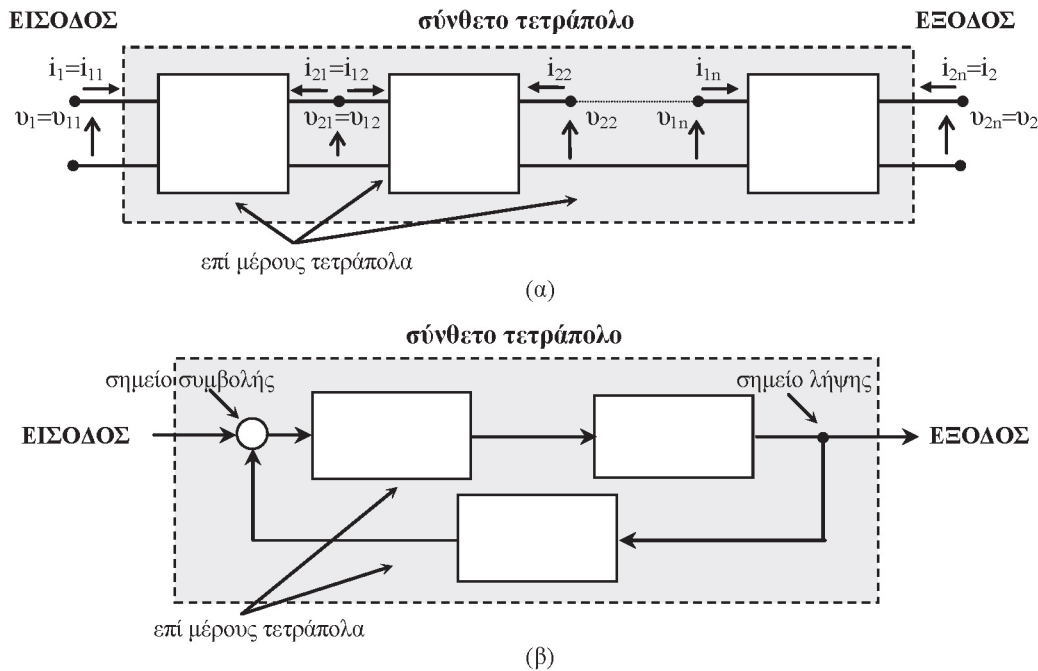 ΕΙΣΟΔΟΣ σύνθετο τετράπολο ΕΞΟΔΟΣ
i₁=i₁₁ i₂₁=i₁₂ i₂₂ i₁ₙ i₂ₙ=i₂
υ₁=υ₁₁ υ₂₁=υ₁₂ υ₂₂ υ₁ₙ υ₂ₙ=υ₂
επί μέρους τετράπολα
(α)
σύνθετο τετράπολο
σημείο συμβολής σημείο λήψης
ΕΙΣΟΔΟΣ ΕΞΟΔΟΣ
επί μέρους τετράπολα
(β)